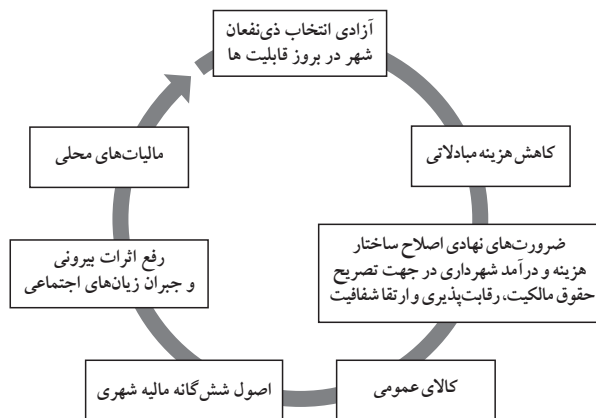 آزادی انتخاب ذی‌نفعان
شهر در بروز قابلیت ها
کاهش هزینه مبادلاتی
ضرورت‌های نهادی اصلاح ساختار
هزینه و درآمد شهرداری در جهت تصریح
حقوق مالکیت، رقابت‌پذیری و ارتقا شفافیت
کالای عمومی
اصول شش‌گانه مالیه شهری
رفع اثرات بیرونی
و جبران زیان‌های اجتماعی
مالیات‌های محلی